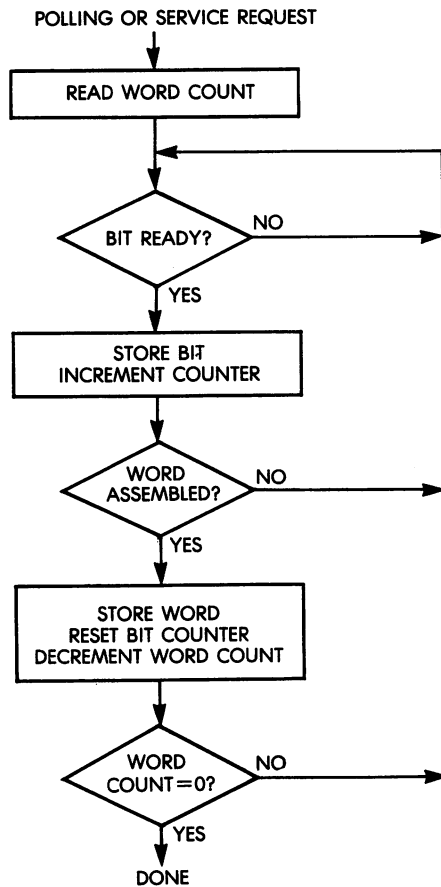 POLLING OR SERVICE REQUEST
READ WORD COUNT
BIT READY?
NO
YES
STORE BIT
INCREMENT COUNTER
WORD
ASSEMBLED?
NO
YES
STORE WORD
RESET BIT COUNTER
DECREMENT WORD COUNT
WORD
COUNT=0?
NO
YES
DONE